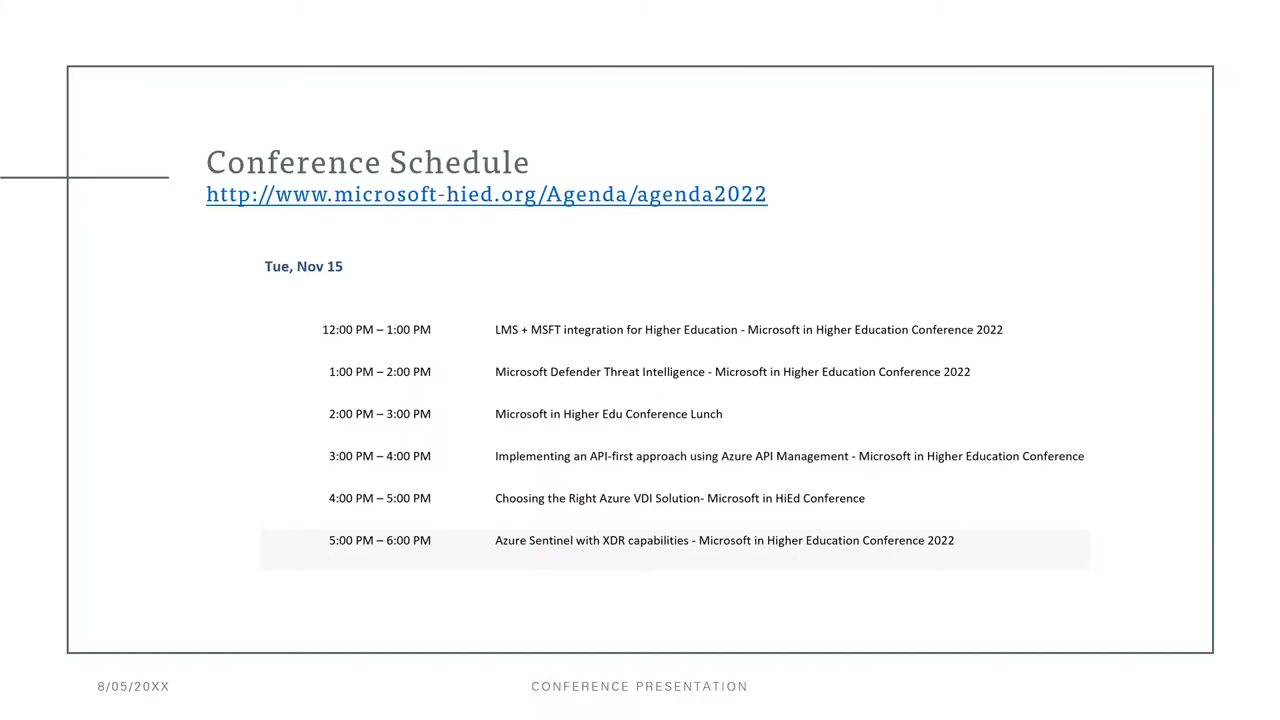 Conference Schedule
http://www.microsoft-hied.org/Agenda/agenda2022
Tue, Nov 15
12:00 PM – 1:00 PM LMS + MSFT integration for Higher Education - Microsoft in Higher Education Conference 2022
1:00 PM – 2:00 PM Microsoft Defender Threat Intelligence - Microsoft in Higher Education Conference 2022
2:00 PM – 3:00 PM Microsoft in Higher Edu Conference Lunch
3:00 PM – 4:00 PM Implementing an API-first approach using Azure API Management - Microsoft in Higher Education Conference
4:00 PM – 5:00 PM Choosing the Right Azure VDI Solution- Microsoft in HiEd Conference
5:00 PM – 6:00 PM Azure Sentinel with XDR capabilities - Microsoft in Higher Education Conference 2022
8/05/20XX CONFERENCE PRESENTATION